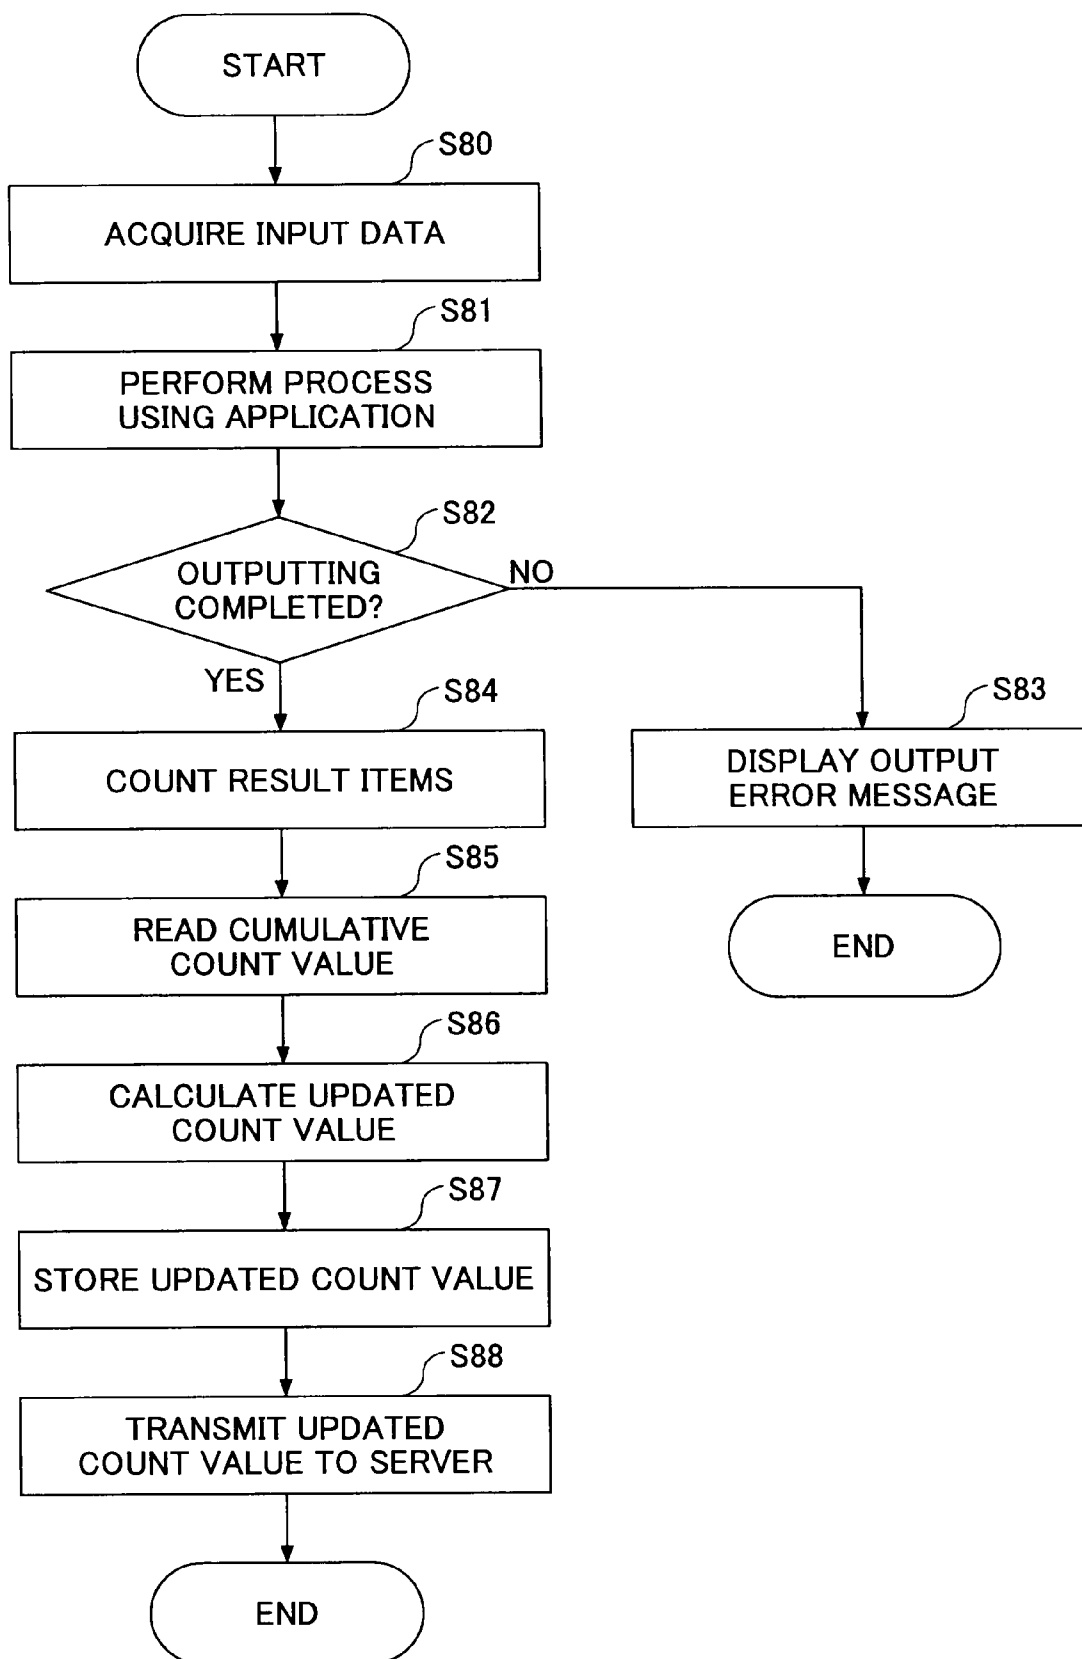 START
S80
ACQUIRE INPUT DATA
S81
PERFORM PROCESS
USING APPLICATION
S82
OUTPUTTING
COMPLETED?
NO
YES
S84
COUNT RESULT ITEMS
S83
DISPLAY OUTPUT
ERROR MESSAGE
S85
READ CUMULATIVE
COUNT VALUE
END
S86
CALCULATE UPDATED
COUNT VALUE
S87
STORE UPDATED COUNT VALUE
S88
TRANSMIT UPDATED
COUNT VALUE TO SERVER
END